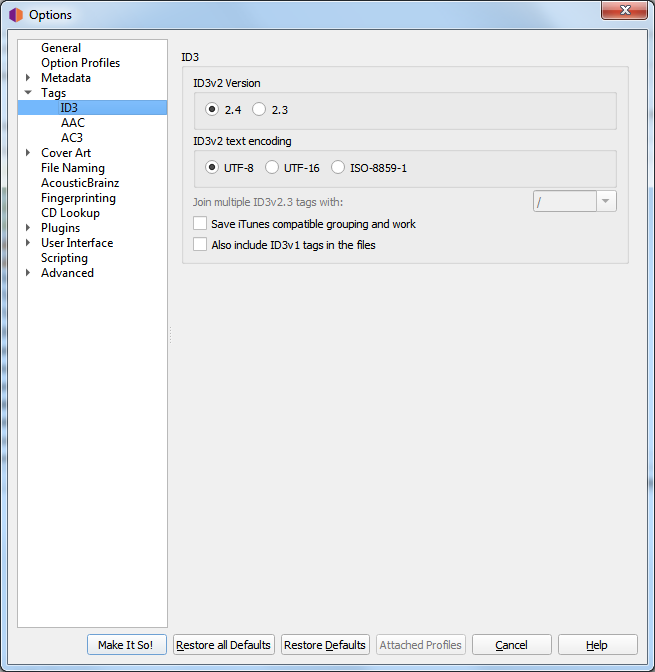 Options
General
Option Profiles
Metadata
Tags
ID3
AAC
AC3
Cover Art
File Naming
AcousticBrainz
Fingerprinting
CD Lookup
Plugins
User Interface
Scripting
Advanced
ID3
ID3v2 Version
2.4 2.3
ID3v2 text encoding
UTF-8 UTF-16 ISO-8859-1
Join multiple ID3v2.3 tags with: /
Save iTunes compatible grouping and work
Also include ID3v1 tags in the files
Make It So! Restore all Defaults Restore Defaults Attached Profiles Cancel Help